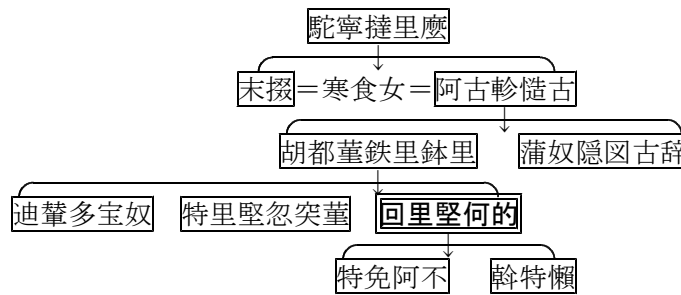 駝寧撻里麼
末掇＝寒食女＝阿古軫慥古
胡都菫鉄里鉢里 蒲奴隠図古辞
迪輦多宝奴 特里堅忽突菫 回里堅何的
特免阿不 斡特懶